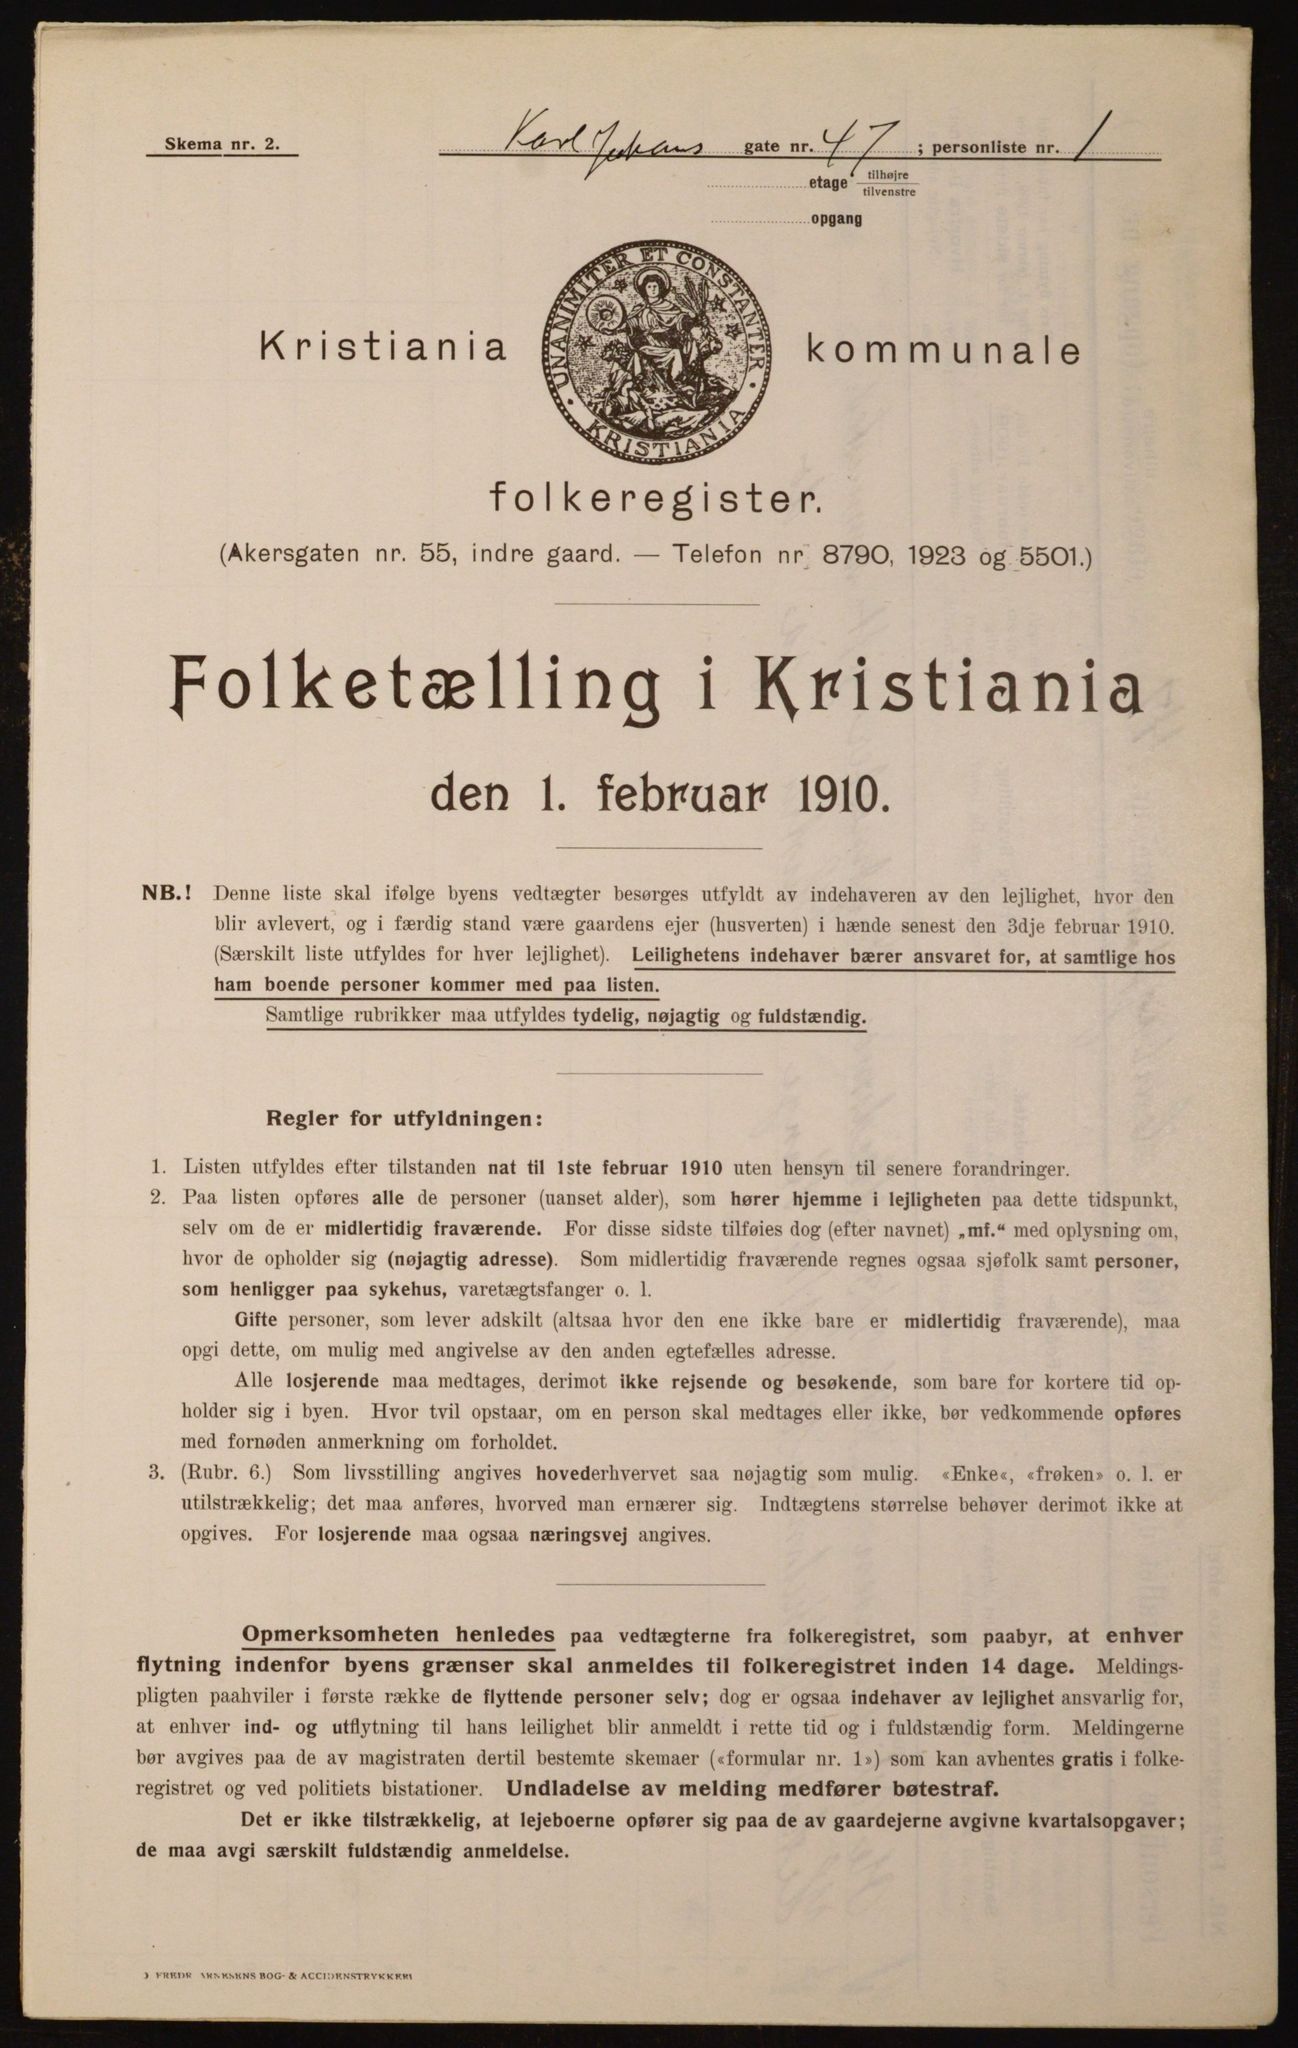 Skema nr. 2.
Karl Johans gate nr. 47; personliste nr. 1
etage tilhøjre
tilvenstre
opgang
UNANIMITER ET CONSTANTER
KRISTIANIA
Kristiania kommunale
folkeregister.
(Akersgaten nr. 55, indre gaard. — Telefon nr 8790, 1923 og 5501.)
Folketælling i Kristiania
den 1. februar 1910.
NB.! Denne liste skal ifølge byens vedtægter besørges utfyldt av indehaveren av den lejlighet, hvor den
blir avlevert, og i færdig stand være gaardens ejer (husverten) i hænde senest den 3dje februar 1910.
(Særskilt liste utfyldes for hver lejlighet). Leilighetens indehaver bærer ansvaret for, at samtlige hos
ham boende personer kommer med paa listen.
Samtlige rubrikker maa utfyldes tydelig, nøjagtig og fuldstændig.
Regler for utfyldningen:
1. Listen utfyldes efter tilstanden nat til 1ste februar 1910 uten hensyn til senere forandringer.
2. Paa listen opføres alle de personer (uanset alder), som hører hjemme i lejligheten paa dette tidspunkt,
selv om de er midlertidig fraværende. For disse sidste tilføies dog (efter navnet) „mf.“ med oplysning om,
hvor de opholder sig (nøjagtig adresse). Som midlertidig fraværende regnes ogsaa sjøfolk samt personer,
som henligger paa sykehus, varetægtsfanger o. l.
Gifte personer, som lever adskilt (altsaa hvor den ene ikke bare er midlertidig fraværende), maa
opgi dette, om mulig med angivelse av den anden egtefælles adresse.
Alle losjerende maa medtages, derimot ikke rejsende og besøkende, som bare for kortere tid op-
holder sig i byen. Hvor tvil opstaar, om en person skal medtages eller ikke, bør vedkommende opføres
med fornøden anmerkning om forholdet.
3. (Rubr. 6.) Som livsstilling angives hovederhvervet saa nøjagtig som mulig. «Enke«, «frøken» o. l. er
utilstrækkelig; det maa anføres, hvorved man ernærer sig. Indtægtens størrelse behøver derimot ikke at
opgives. For losjerende maa ogsaa næringsvej angives.
Opmerksomheten henledes paa vedtægterne fra folkeregistret, som paabyr, at enhver
flytning indenfor byens grænser skal anmeldes til folkeregistret inden 14 dage. Meldings-
pligten paahviler i første række de flyttende personer selv; dog er ogsaa indehaver av lejlighet ansvarlig for,
at enhver ind- og utflytning til hans leilighet blir anmeldt i rette tid og i fuldstændig form. Meldingerne
bør avgives paa de av magistraten dertil bestemte skemaer («formular nr. 1») som kan avhentes gratis i folke-
registret og ved politiets bistationer. Undladelse av melding medfører bøtestraf.
Det er ikke tilstrækkelig, at lejeboerne opfører sig paa de av gaardejerne avgivne kvartalsopgaver;
de maa avgi særskilt fuldstændig anmeldelse.
FREDR ARNESENS BOG- & ACCIDENSTRYKKERI